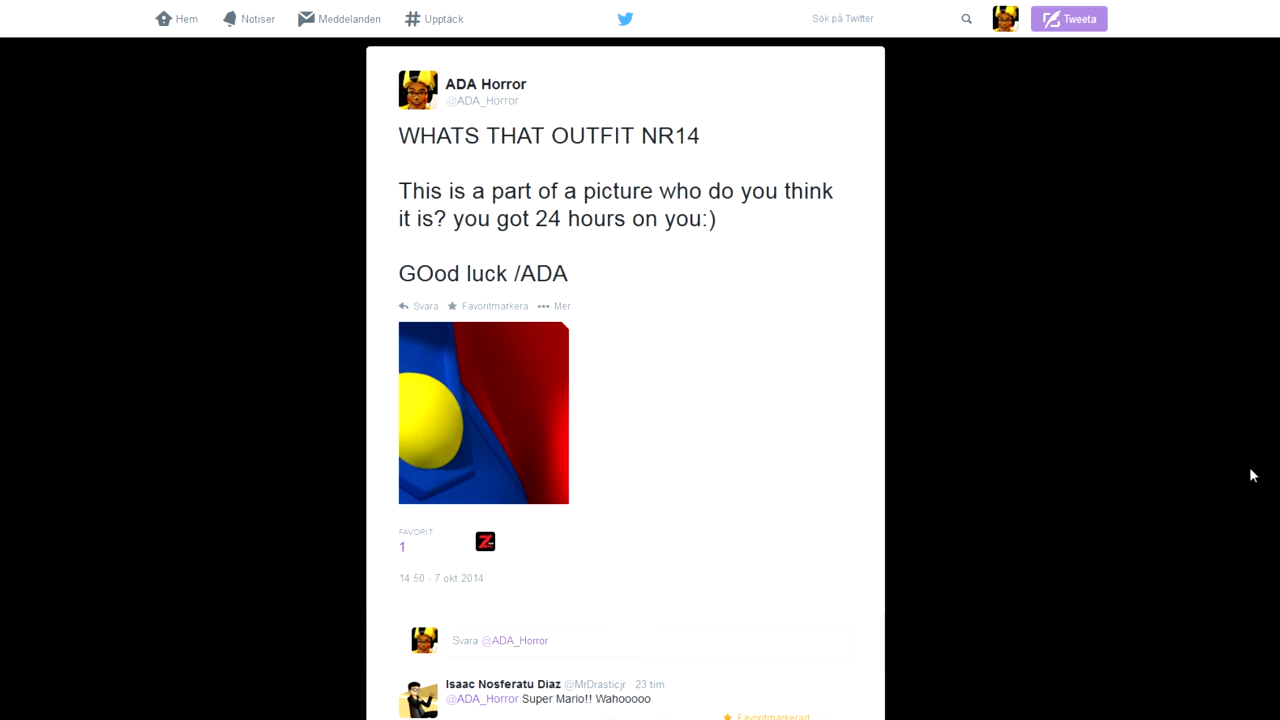 Hem Notiser Meddelanden Upptäck Sök på Twitter Tweeta
ADA Horror
@ADA_Horror
WHATS THAT OUTFIT NR14
This is a part of a picture who do you think
it is? you got 24 hours on you:)
GOod luck /ADA
Svara Favoritmarkera Mer
FAVORIT
1
Z
14 50 - 7 okt 2014
Svara @ADA_Horror
Isaac Nosferatu Diaz @MrDrasticjr · 23 tim
@ADA_Horror Super Mario!! Wahooooo
Favoritmarkerad